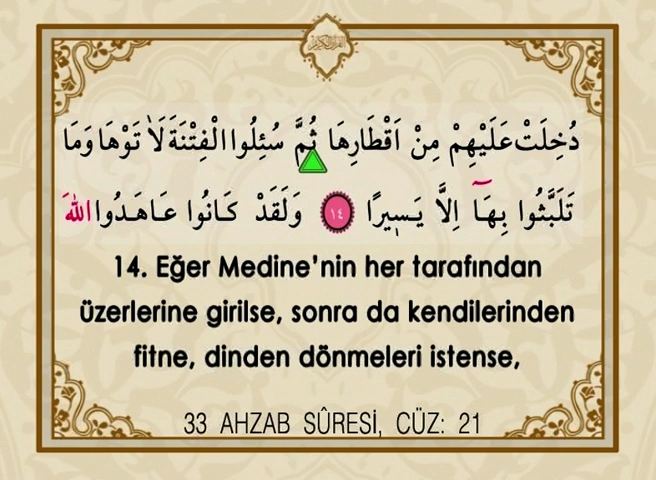 دُخِلَتْ عَلَيْهِمْ مِنْ اَقْطَارِهَا ثُمَّ سُئِلُوا الْفِتْنَةَ لَاٰتَوْهَا وَمَا
تَلَبَّثُوا بِهَٓا اِلَّا يَسٖيرًا ١٤ وَلَقَدْ كَانُوا عَاهَدُوا اللّٰهَ
14. Eğer Medine’nin her tarafından
üzerlerine girilse, sonra da kendilerinden
fitne, dinden dönmeleri istense,
33 AHZAB SÛRESİ, CÜZ: 21